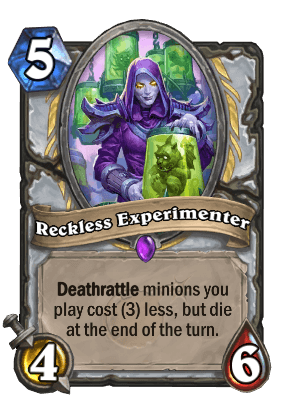 5
Reckless Experimenter
Deathrattle minions you
play cost (3) less, but die
at the end of the turn.
4
6